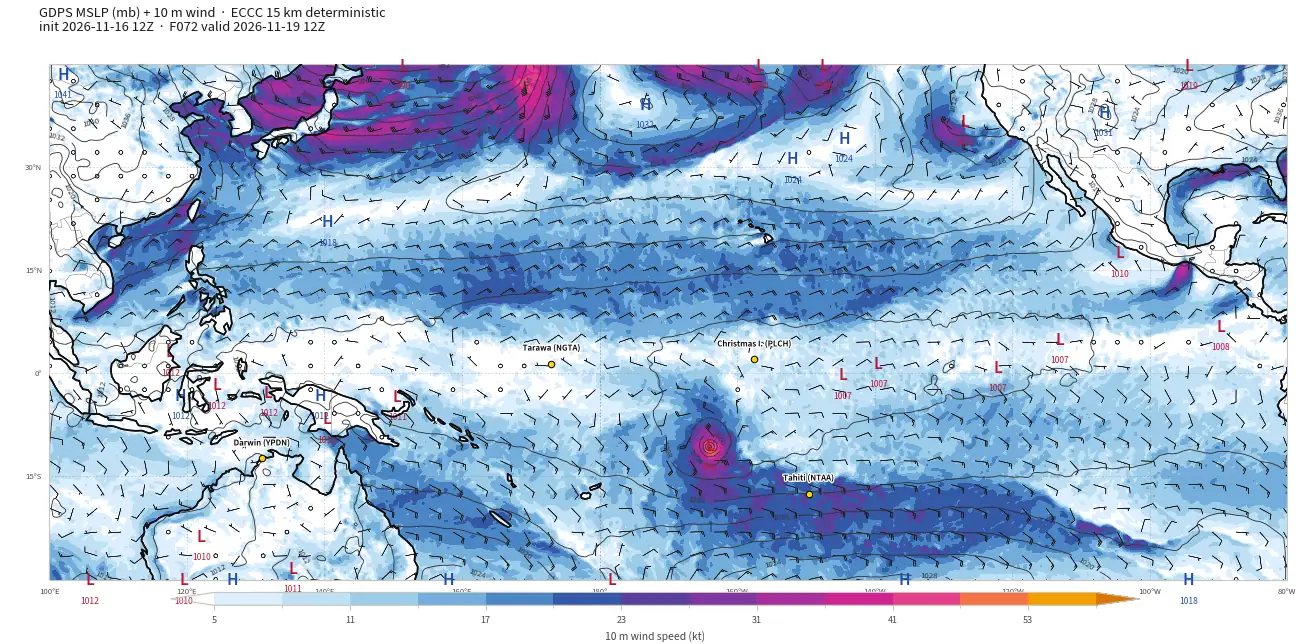 GDPS MSLP (mb) + 10 m wind · ECCC 15 km deterministic
init 2026-11-16 12Z · F072 valid 2026-11-19 12Z
H
1041
L
L
L
L
1019
H
1031
H
1024
H
1024
L
30°N
H
1018
15°N
L
1010
L
1008
L
1007
Tarawa (NGTA)
Christmas I. (PLCH)
0°
L
1007
L
1007
L
1007
L
1012
L
1012
L
1012
H
1012
H
1012
L
L
Darwin (YPDN)
15°S
Tahiti (NTAA)
L
1010
L
1011
L
1012
L
1010
H
H
L
H
H
1018
100°E 120°E 140°E 160°E 180° 160°W 140°W 120°W 100°W 80°W
5 11 17 23 31 41 53
10 m wind speed (kt)